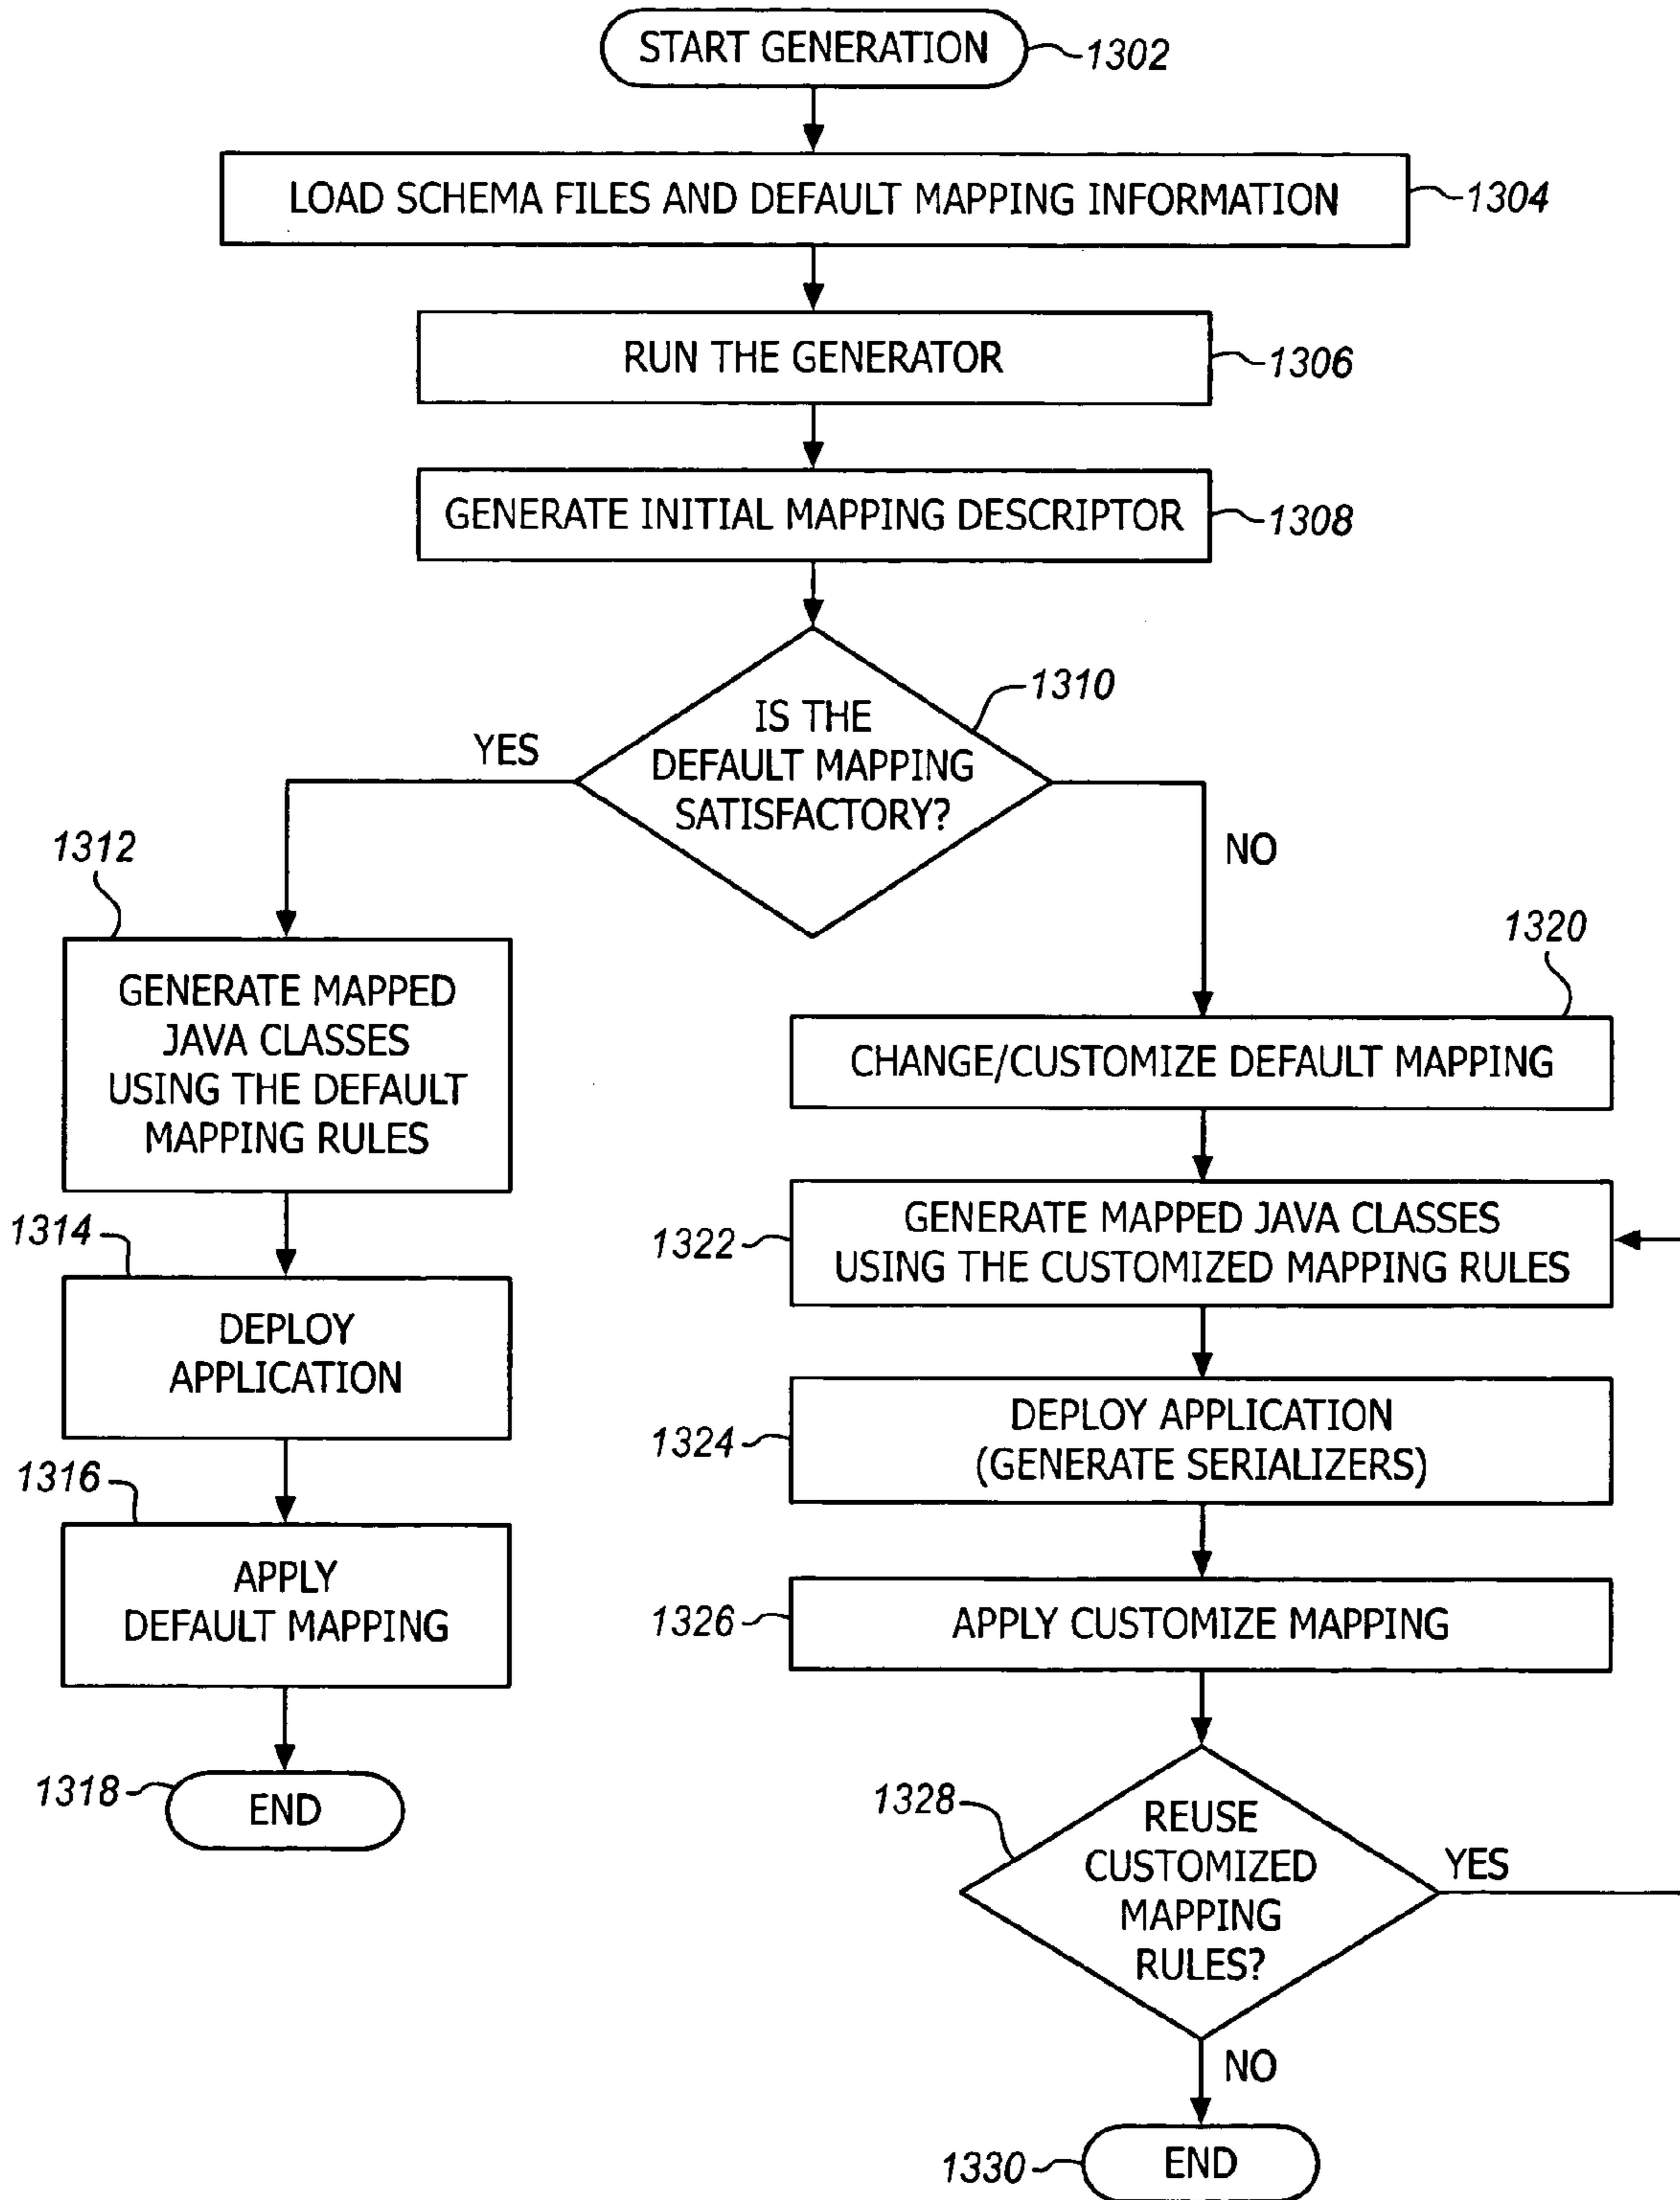 START GENERATION
1302
LOAD SCHEMA FILES AND DEFAULT MAPPING INFORMATION
1304
RUN THE GENERATOR
1306
GENERATE INITIAL MAPPING DESCRIPTOR
1308
1310
IS THE
DEFAULT MAPPING
SATISFACTORY?
YES
NO
1312
GENERATE MAPPED
JAVA CLASSES
USING THE DEFAULT
MAPPING RULES
1314
DEPLOY
APPLICATION
1316
APPLY
DEFAULT MAPPING
1318
END
1320
CHANGE/CUSTOMIZE DEFAULT MAPPING
1322
GENERATE MAPPED JAVA CLASSES
USING THE CUSTOMIZED MAPPING RULES
1324
DEPLOY APPLICATION
(GENERATE SERIALIZERS)
1326
APPLY CUSTOMIZE MAPPING
1328
REUSE
CUSTOMIZED
MAPPING
RULES?
YES
NO
1330
END